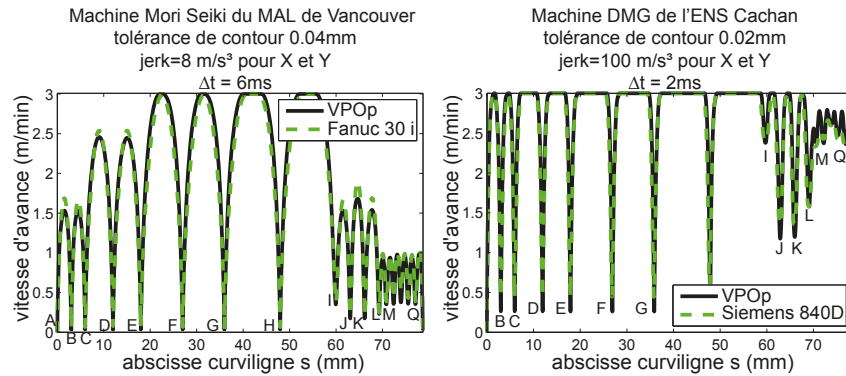 Machine Mori Seiki du MAL de Vancouver
tolérance de contour 0.04mm
jerk=8 m/s³ pour X et Y
Δt = 6ms
vitesse d'avance (m/min)
3
2.5
2
1.5
1
0.5
0
VPOp
Fanuc 30 i
A
B
C
D
E
F
G
H
I
J
K
L
M
Q
0 10 20 30 40 50 60 70
abscisse curviligne s (mm)
Machine DMG de l'ENS Cachan
tolérance de contour 0.02mm
jerk=100 m/s³ pour X et Y
Δt = 2ms
vitesse d'avance (m/min)
3
2.5
2
1.5
1
0.5
0
B
C
D
E
F
G
I
J
K
L
M
Q
VPOp
Siemens 840D
0 10 20 30 40 50 60 70
abscisse curviligne s (mm)